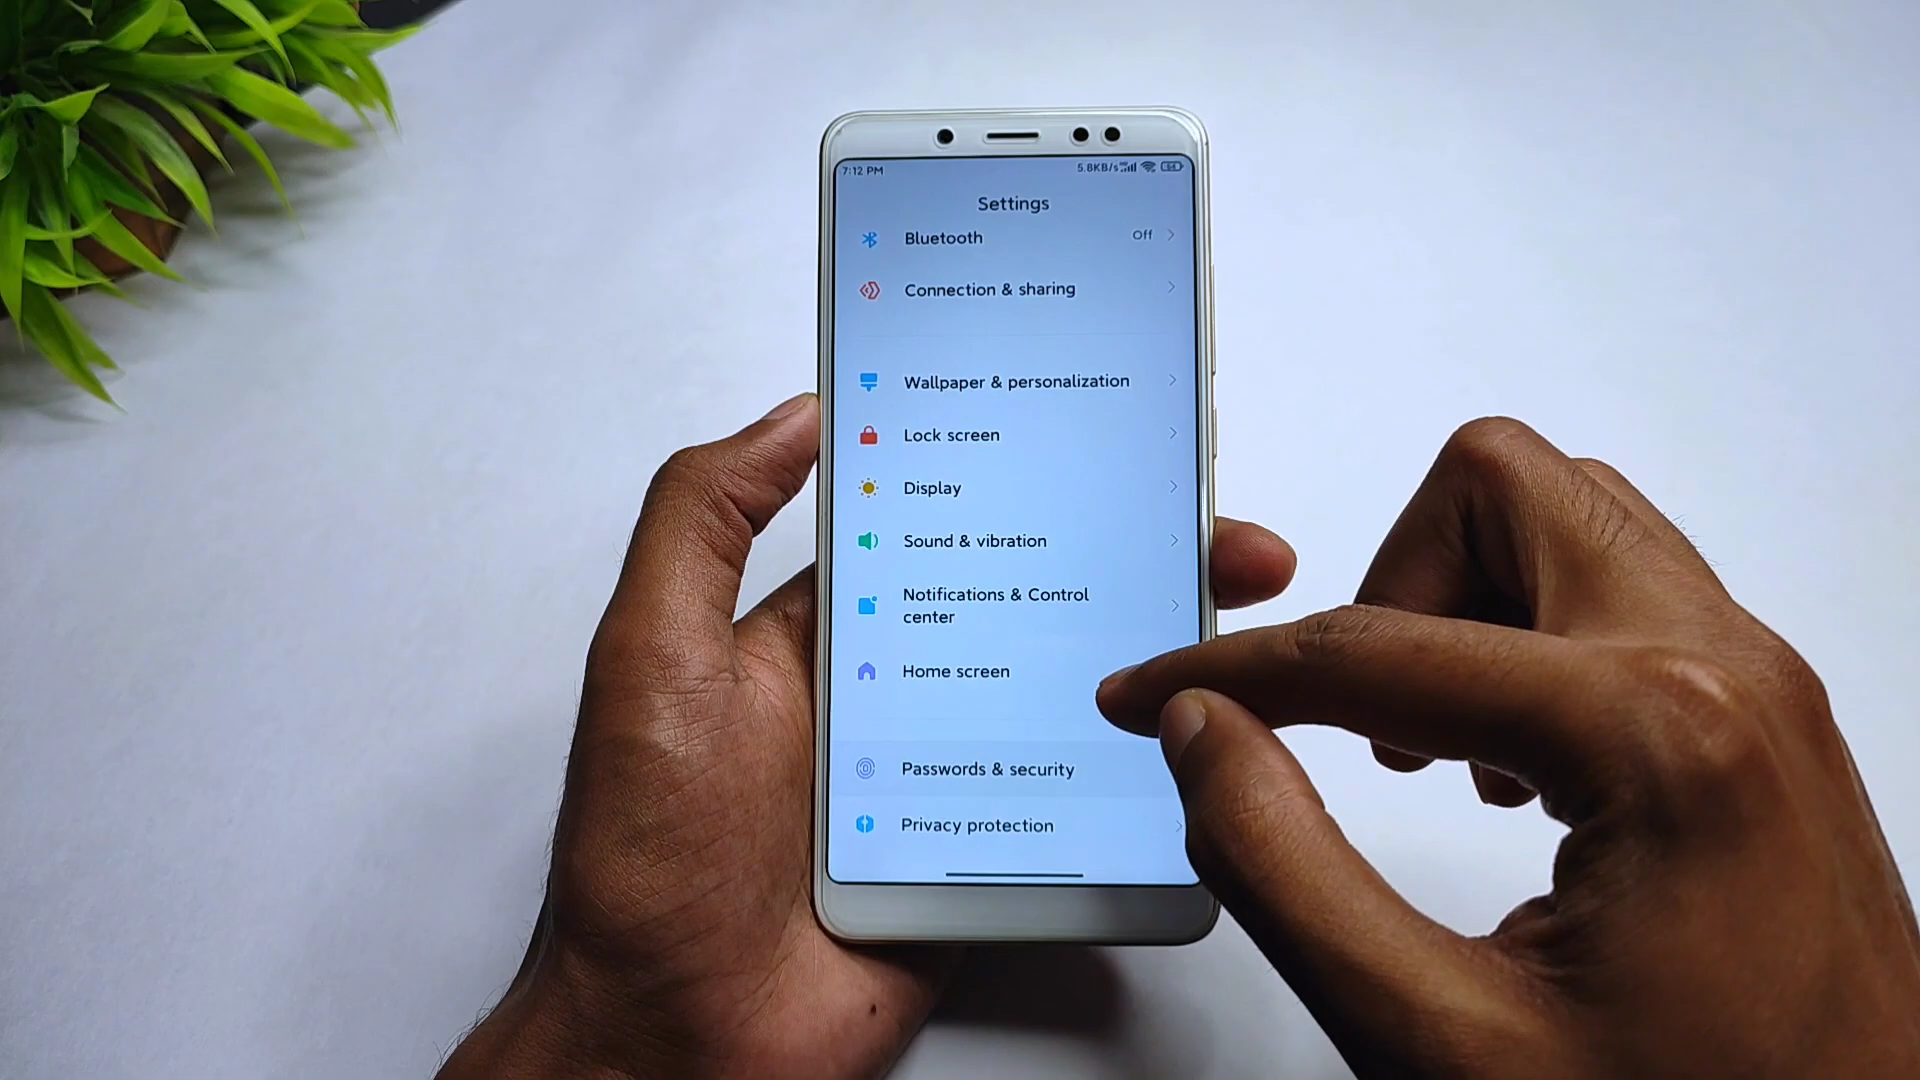 7:12 PM
5.8KB/s
54
Settings
Bluetooth
Off
Connection & sharing
Wallpaper & personalization
Lock screen
Display
Sound & vibration
Notifications & Control
center
Home screen
Passwords & security
Privacy protection